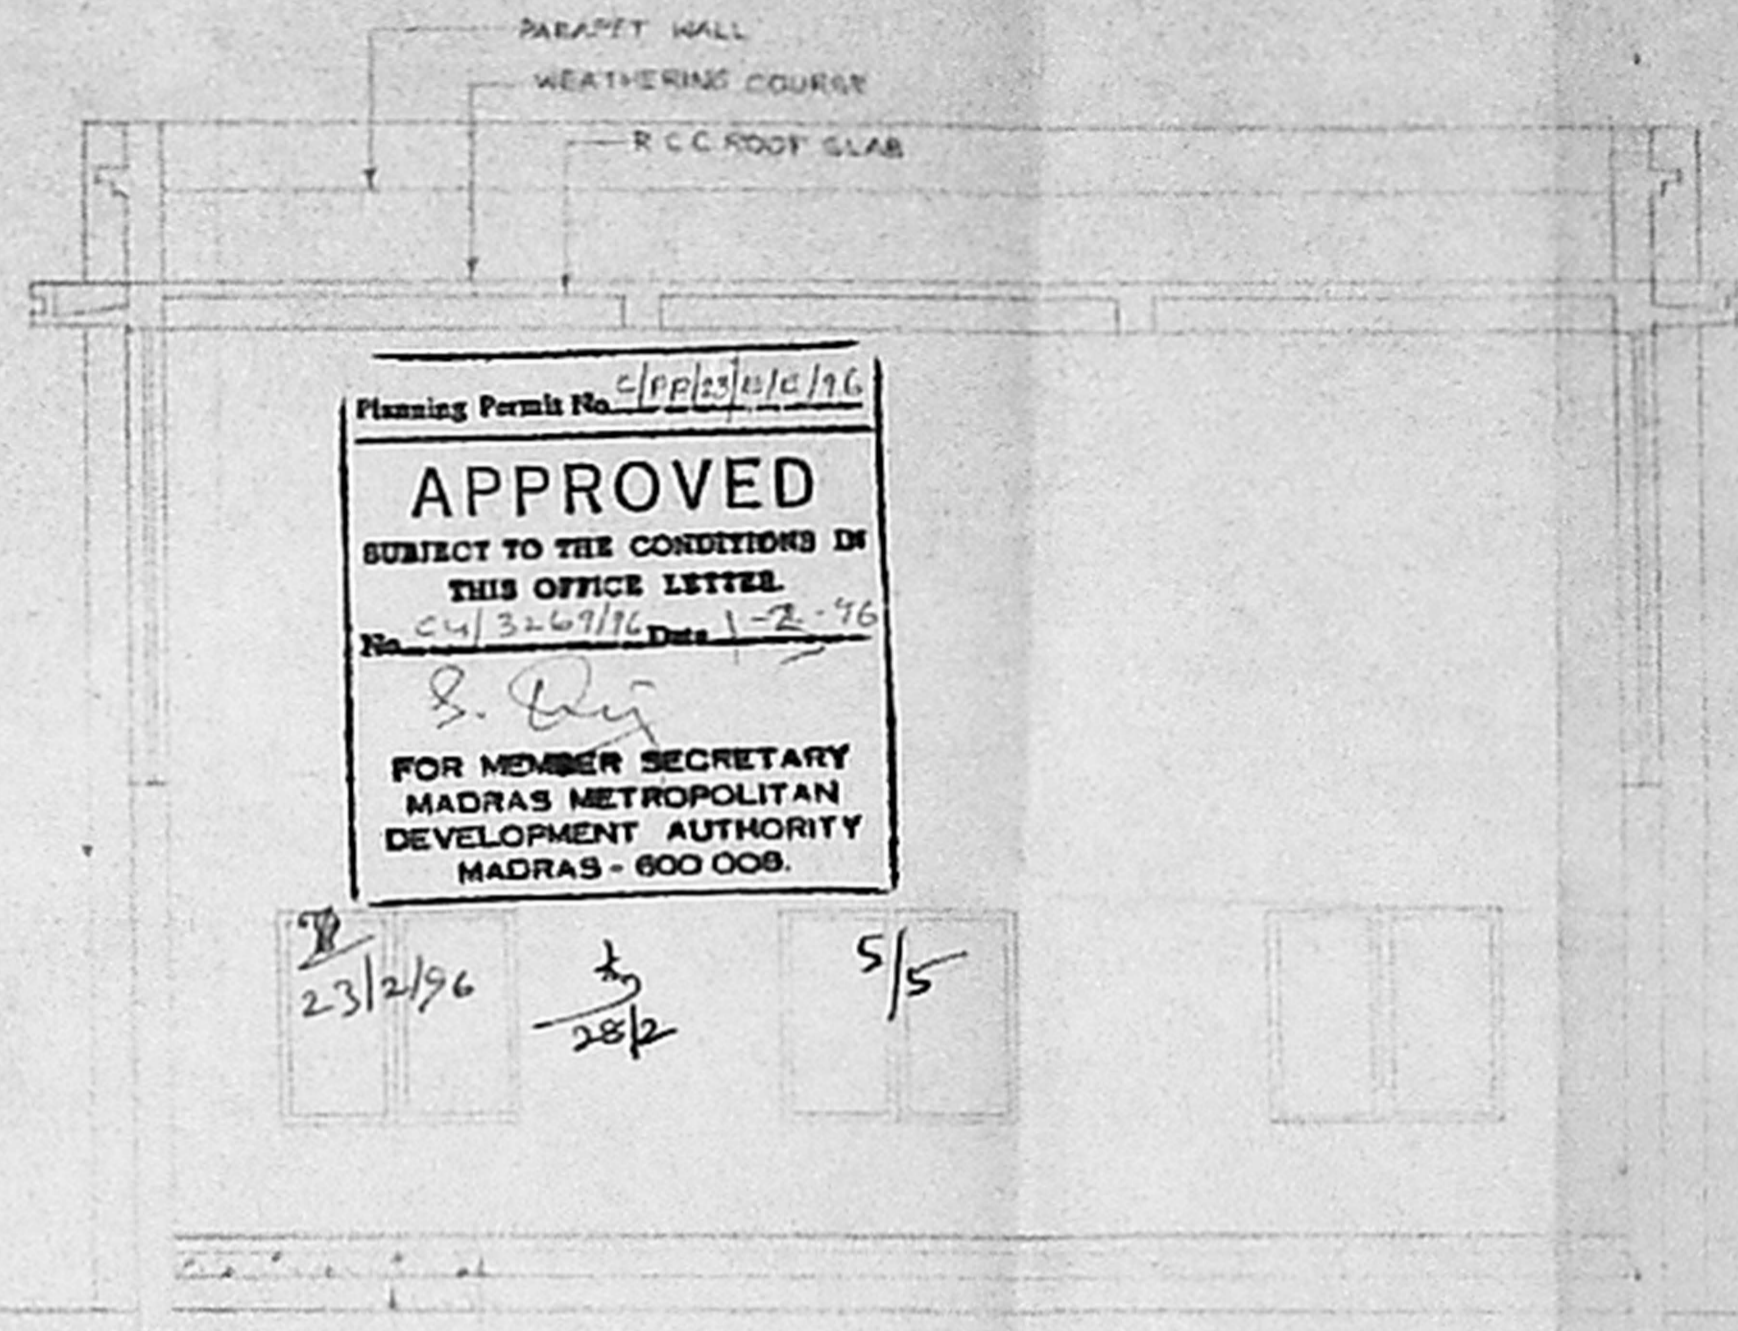 PARAPET WALL
WEATHERING COURSE
R C C ROOF SLAB
Planning Permit No. C/PP/23/
APPROVED
SUBJECT TO THE CONDITIONS IN
THIS OFFICE LETTER.
No. C4/3269/96 Date 1-2-96
S.
FOR MEMBER SECRETARY
MADRAS METROPOLITAN
DEVELOPMENT AUTHORITY
MADRAS - 600 008.
23/2/96
28/2
5/5